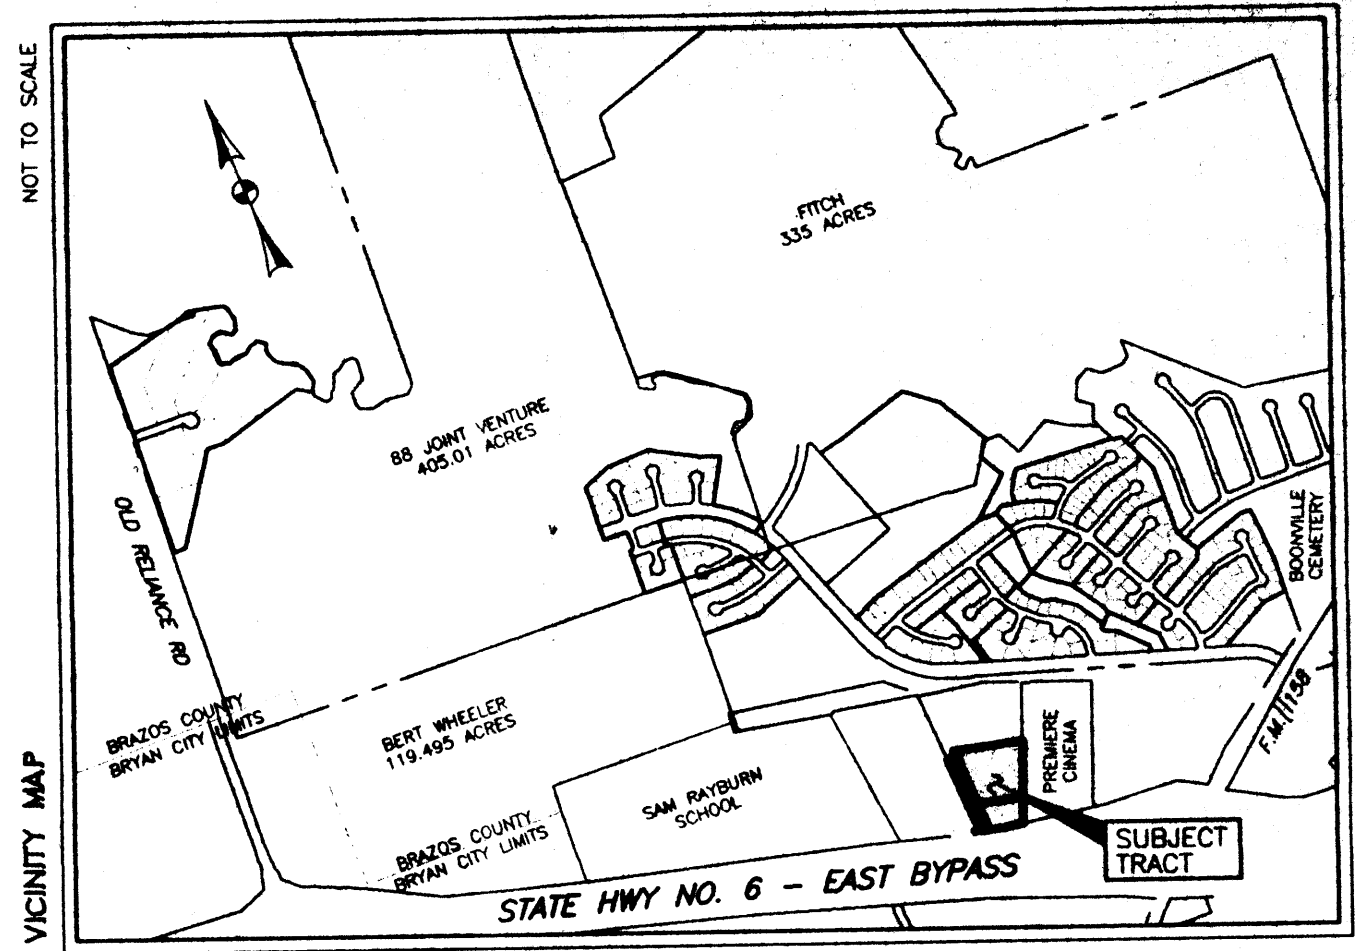 NOT TO SCALE
VICINITY MAP
FITCH
335 ACRES
88 JOINT VENTURE
405.01 ACRES
OLD RELIANCE RD
BOONVILLE
CEMETERY
BRAZOS COUNTY
BRYAN CITY LIMITS
BERT WHEELER
119.495 ACRES
F.M. 1158
PREMIERE
CINEMA
SAM RAYBURN
SCHOOL
BRAZOS COUNTY
BRYAN CITY LIMITS
SUBJECT
TRACT
STATE HWY NO. 6 - EAST BYPASS